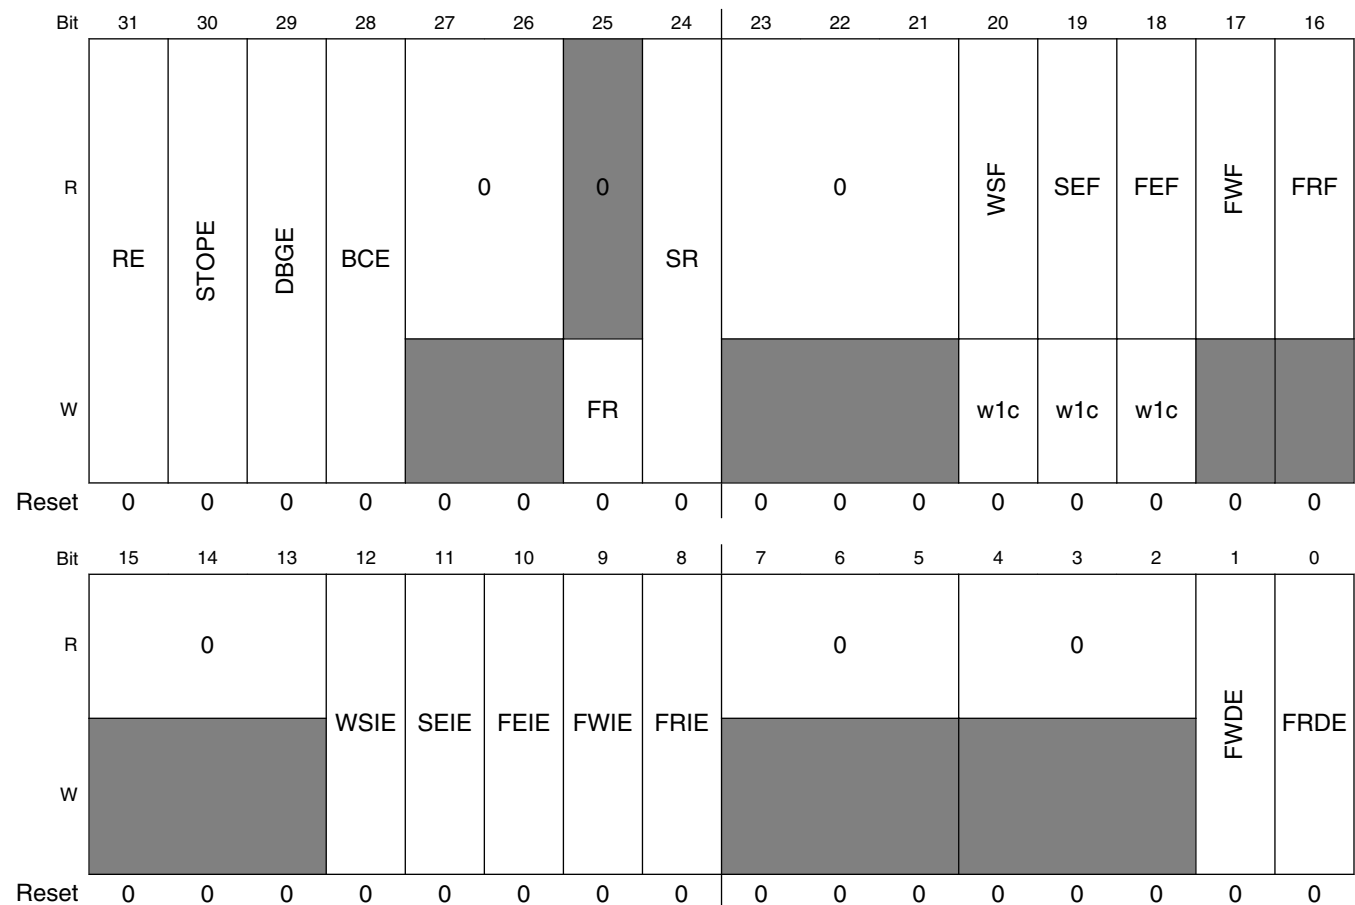 Bit 31 30 29 28 27 26 25 24 23 22 21 20 19 18 17 16
R RE STOPE DBGE BCE 0 0 SR 0 WSF SEF FEF FWF FRF
W FR w1c w1c w1c
Reset 0 0 0 0 0 0 0 0 0 0 0 0 0 0 0 0
Bit 15 14 13 12 11 10 9 8 7 6 5 4 3 2 1 0
R 0 WSIE SEIE FEIE FWIE FRIE 0 0 FWDE FRDE
W
Reset 0 0 0 0 0 0 0 0 0 0 0 0 0 0 0 0